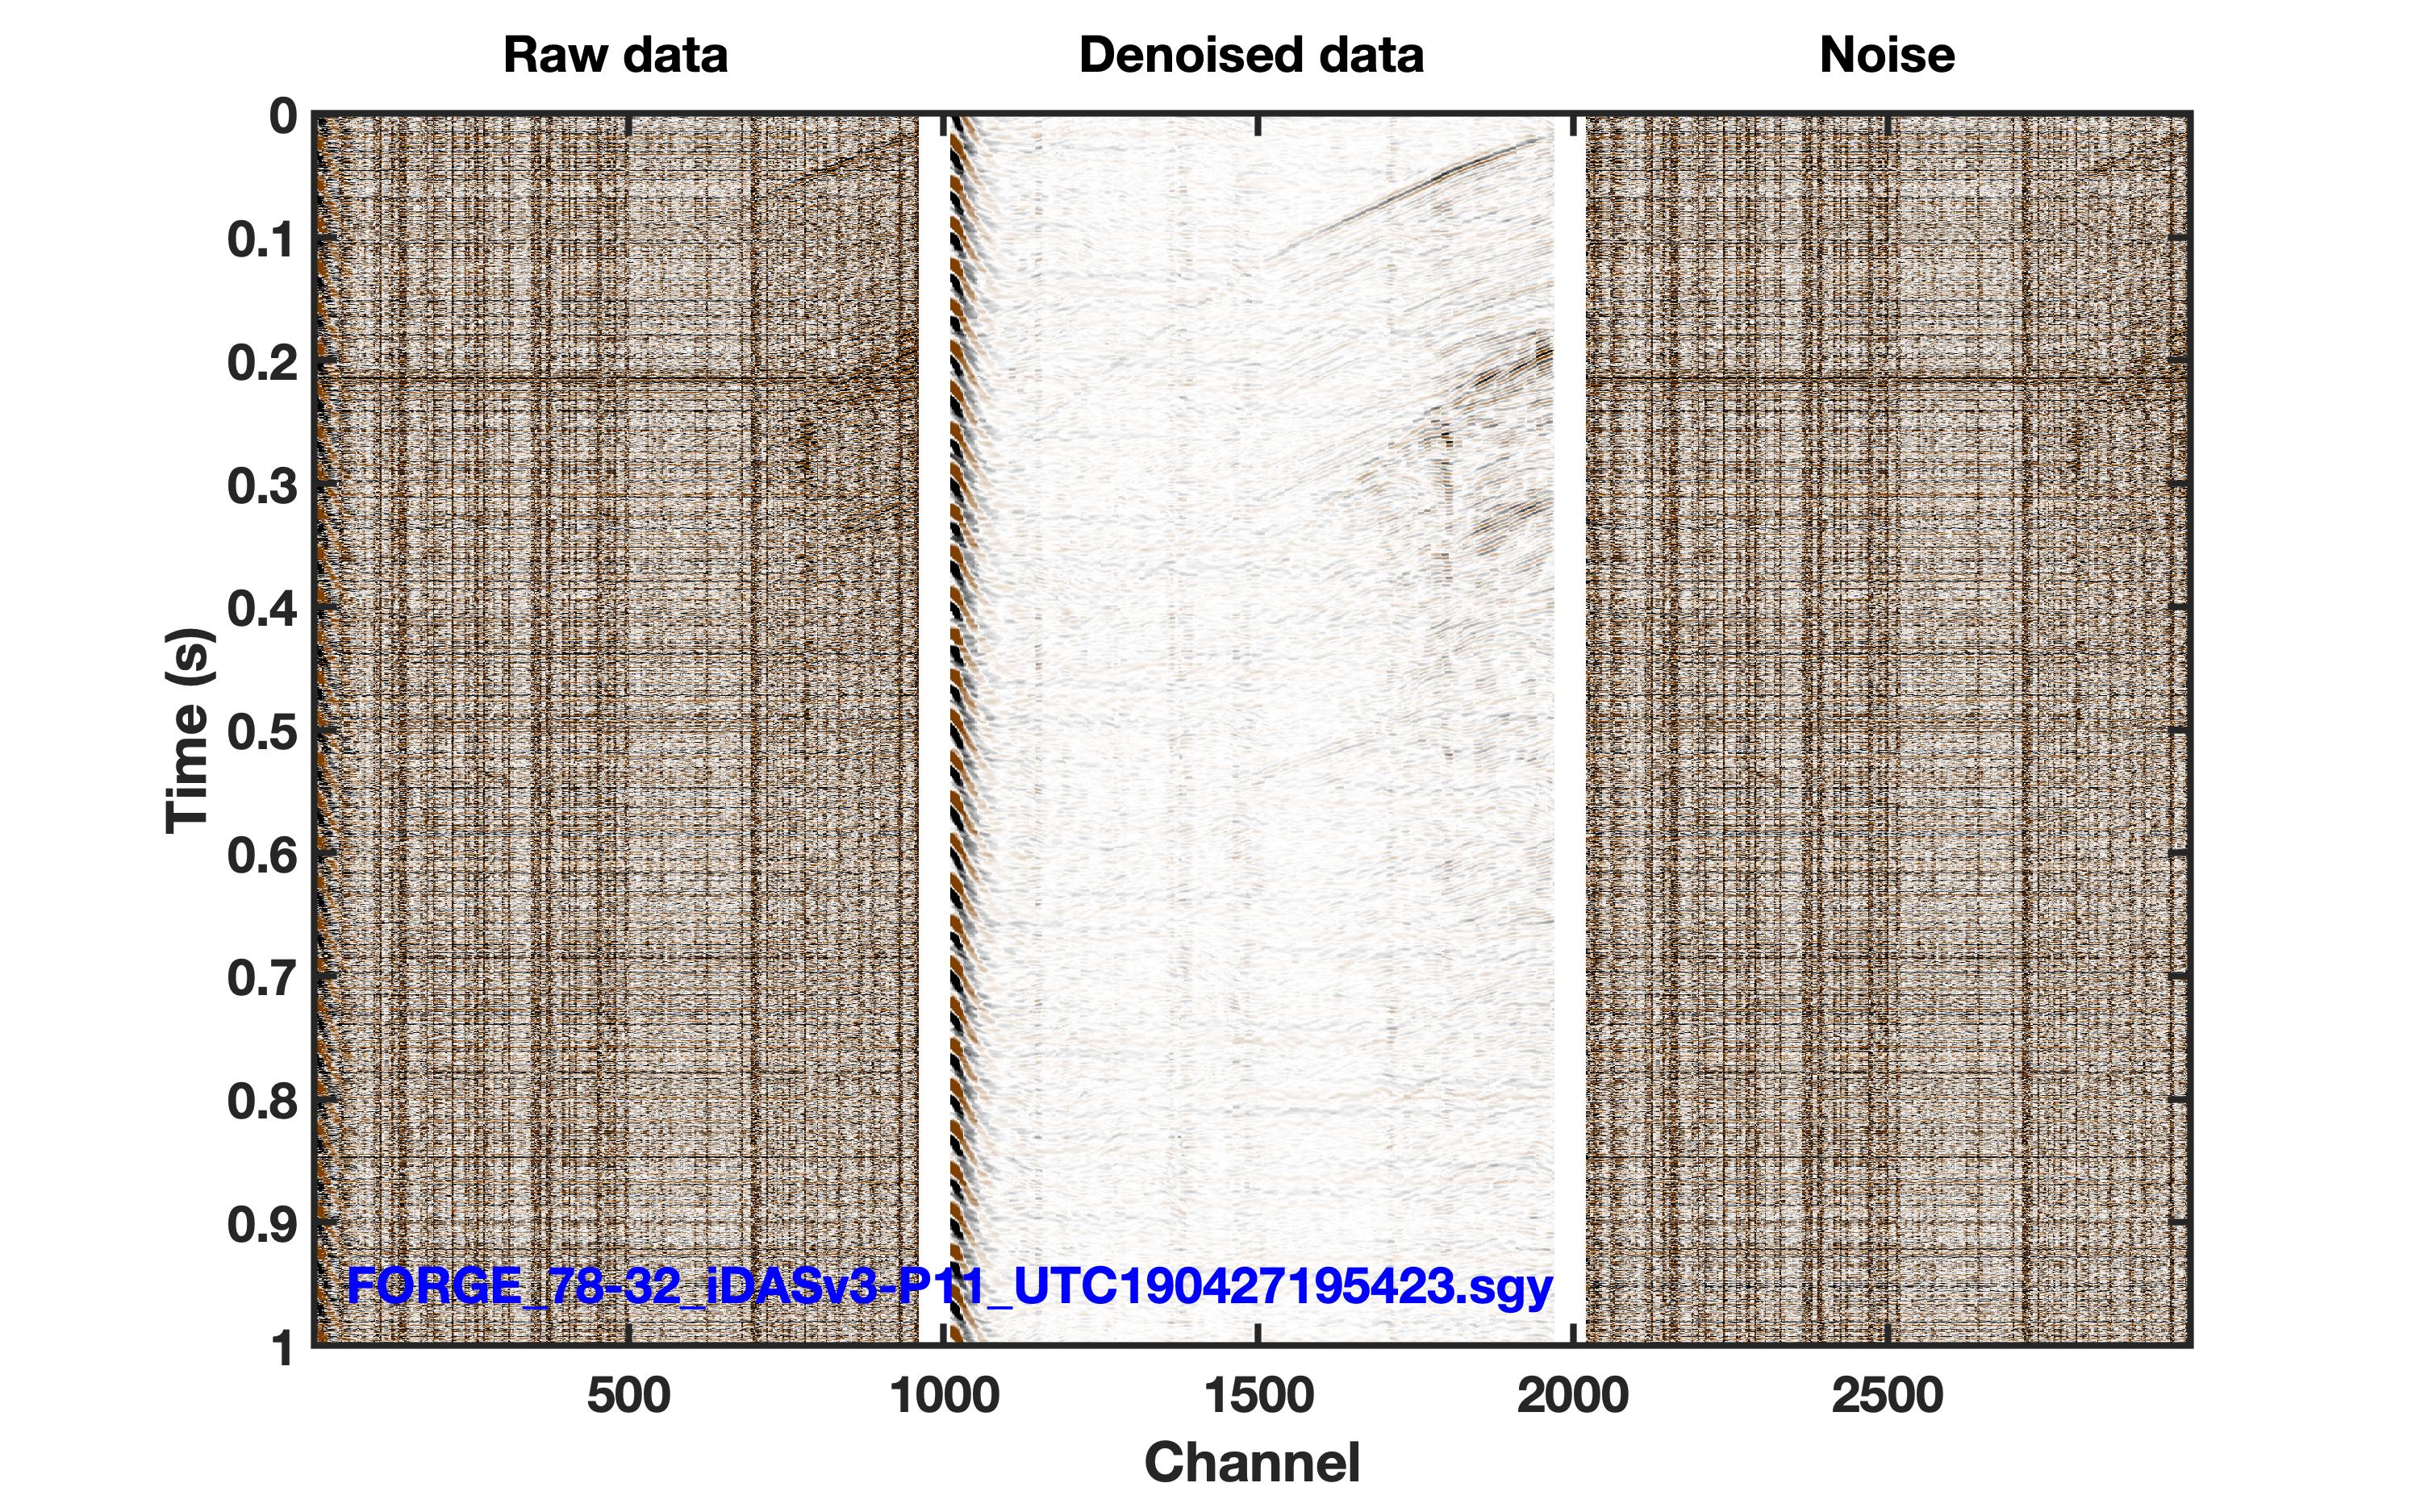 Raw data Denoised data Noise
0
0.1
0.2
0.3
0.4
0.5
0.6
0.7
0.8
0.9
1
Time (s)
FORGE_78-32_iDASv3-P11_UTC190427195423.sgy
500 1000 1500 2000 2500
Channel